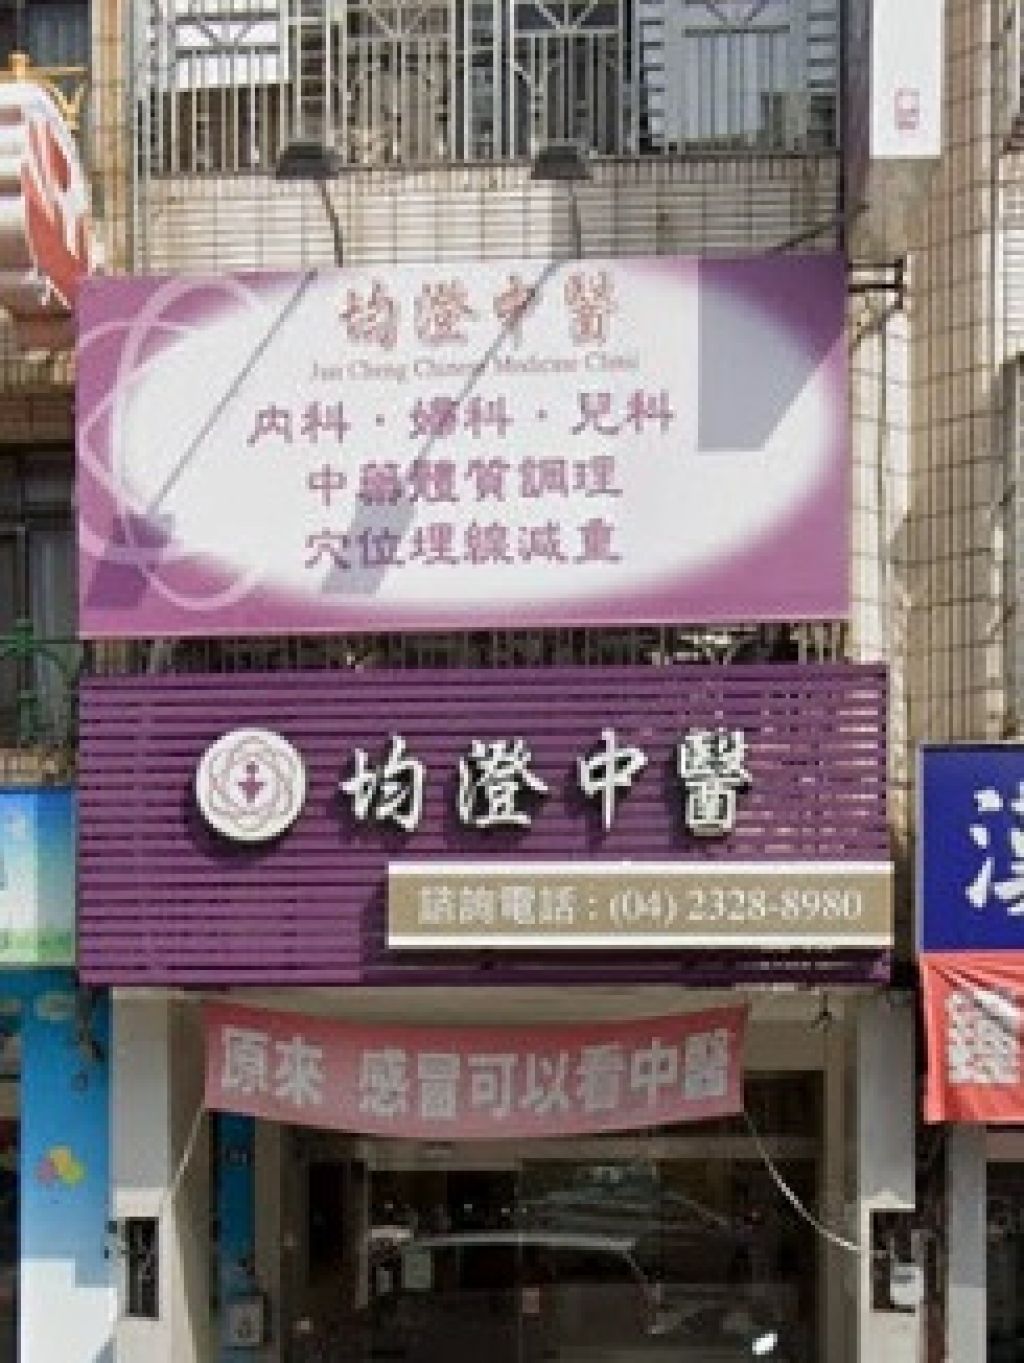 均澄中醫
Jun Cheng Chinese Medicine Clinic
內科·婦科·兒科
中藥體質調理
穴位埋線減重
均澄中醫
諮詢電話：(04) 2328-8980
原來 感冒可以看中醫